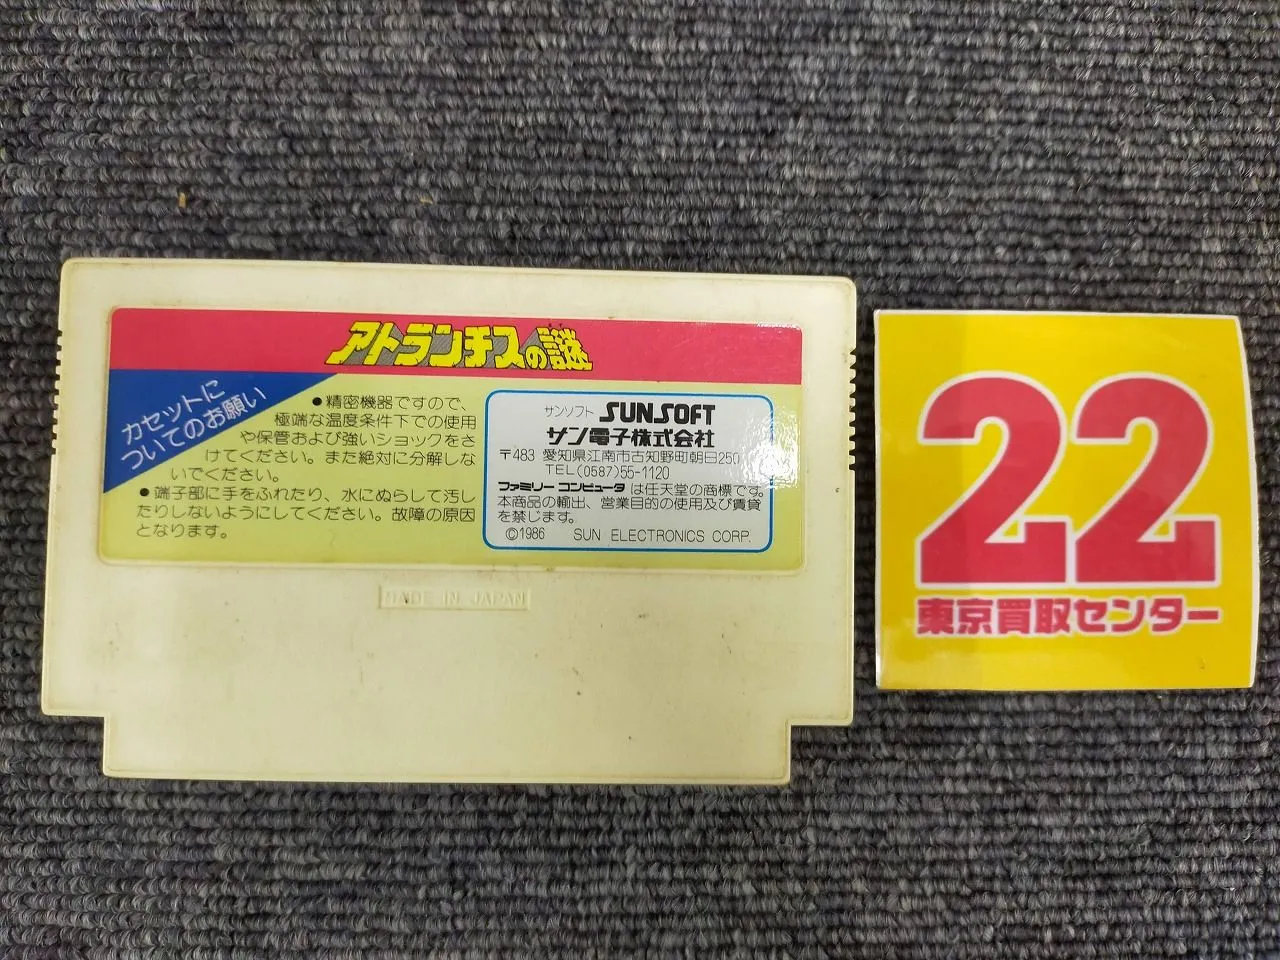 アトランチスの謎
カセットに
ついてのお願い
●精密機器ですので、
極端な温度条件下での使用
や保管および強いショックをさ
けてください。また絶対に分解しな
いでください。
●端子部に手をふれたり、水にぬらして汚し
たりしないようにしてください。故障の原因
となります。
サンソフト SUNSOFT
サン電子株式会社
〒483 愛知県江南市古知野町朝日250
TEL(0587)55-1120
ファミリーコンピュータは任天堂の商標です。
本商品の輸出、営業目的の使用及び賃貸
を禁じます。
©1986 SUN ELECTRONICS CORP.
MADE IN JAPAN
22
東京買取センター